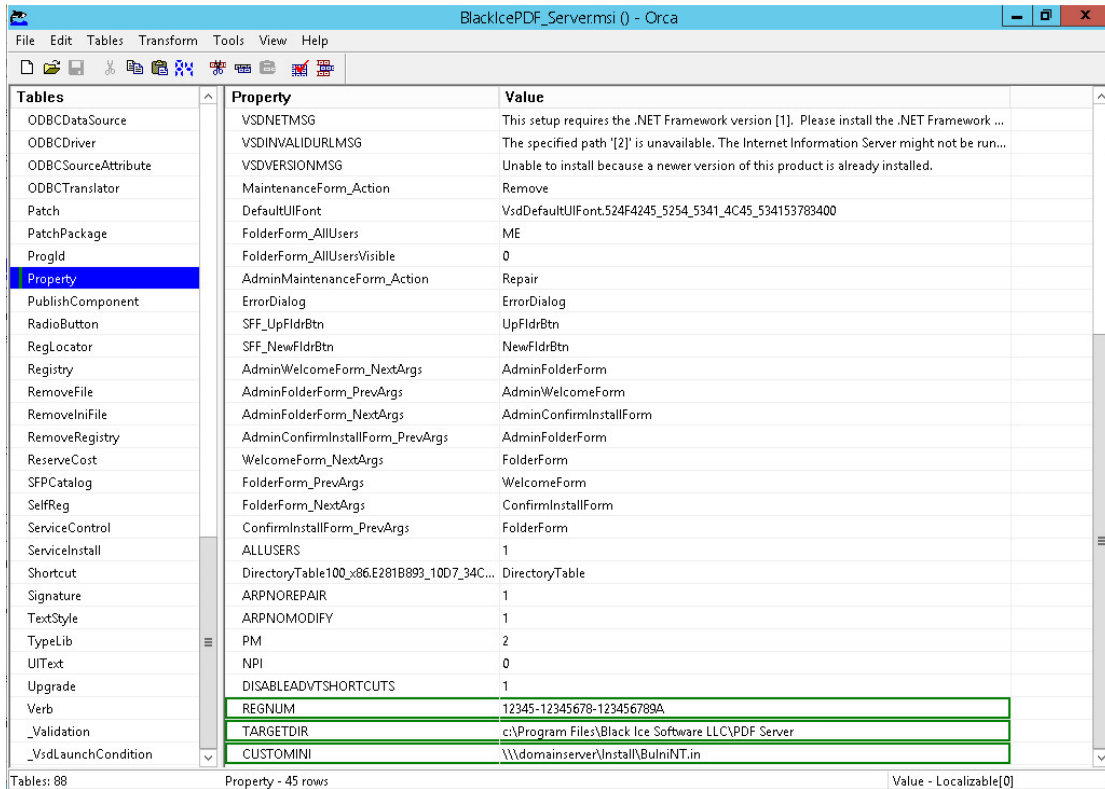 BlackIcePDF_Server.msi () - Orca
File Edit Tables Transform Tools View Help
Tables Property Value
ODBCDataSource VSDNETMSG This setup requires the .NET Framework version [1]. Please install the .NET Framework ...
ODBCDriver VSDINVALIDURLMSG The specified path '[2]' is unavailable. The Internet Information Server might not be run...
ODBCSourceAttribute VSDVERSIONMSG Unable to install because a newer version of this product is already installed.
ODBCTranslator MaintenanceForm_Action Remove
Patch DefaultUIFont VsdDefaultUIFont.524F4245_5254_5341_4C45_534153783400
PatchPackage FolderForm_AllUsers ME
ProgId FolderForm_AllUsersVisible 0
Property AdminMaintenanceForm_Action Repair
PublishComponent ErrorDialog ErrorDialog
RadioButton SFF_UpFldrBtn UpFldrBtn
RegLocator SFF_NewFldrBtn NewFldrBtn
Registry AdminWelcomeForm_NextArgs AdminFolderForm
RemoveFile AdminFolderForm_PrevArgs AdminWelcomeForm
RemoveIniFile AdminFolderForm_NextArgs AdminConfirmInstallForm
RemoveRegistry AdminConfirmInstallForm_PrevArgs AdminFolderForm
ReserveCost WelcomeForm_NextArgs FolderForm
SFPCatalog FolderForm_PrevArgs WelcomeForm
SelfReg FolderForm_NextArgs ConfirmInstallForm
ServiceControl ConfirmInstallForm_PrevArgs FolderForm
ServiceInstall ALLUSERS 1
Shortcut DirectoryTable100_x86.E281B893_10D7_34C... DirectoryTable
Signature ARPNOREPAIR 1
TextStyle ARPNOMODIFY 1
TypeLib PM 2
UIText NPI 0
Upgrade DISABLEADVTSHORTCUTS 1
Verb REGNUM 12345-12345678-123456789A
_Validation TARGETDIR c:\Program Files\Black Ice Software LLC\PDF Server
_VsdLaunchCondition CUSTOMINI \\\domainserver\Install\BuIniNT.in
Tables: 88 Property - 45 rows Value - Localizable[0]